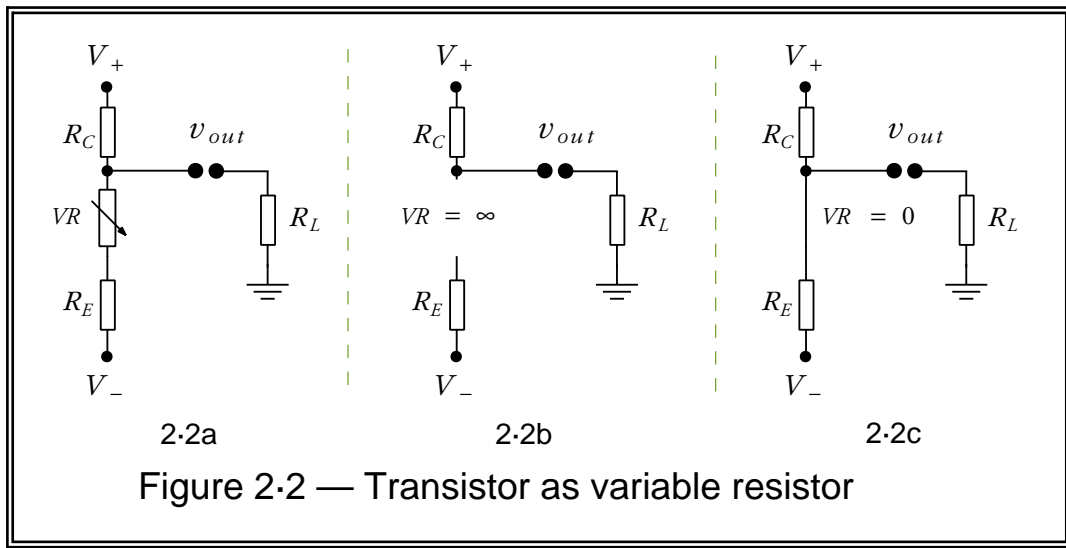 V+ V+ V+
RC vout RC vout RC vout
VR RL VR = ∞ RL VR = 0 RL
RE RE RE
V− V− V−
2·2a 2·2b 2·2c
Figure 2·2 — Transistor as variable resistor